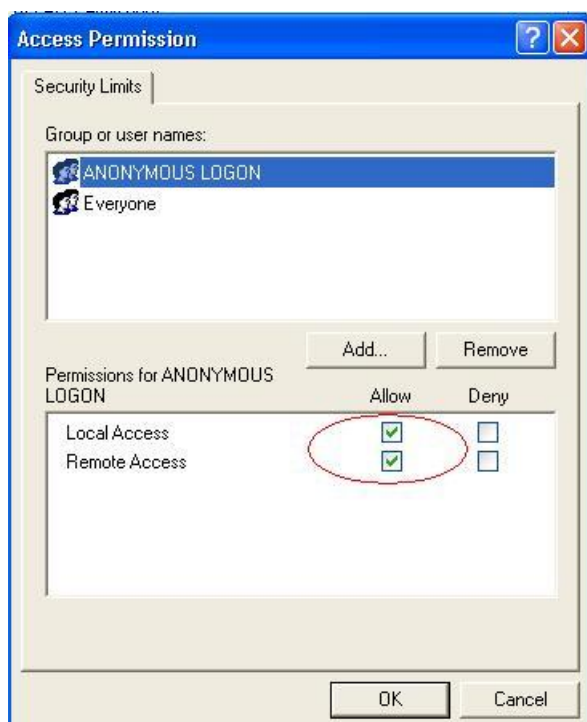 Access Permission
Security Limits
Group or user names:
ANONYMOUS LOGON
Everyone
Add...
Remove
Permissions for ANONYMOUS
LOGON
Allow
Deny
Local Access
Remote Access
OK
Cancel